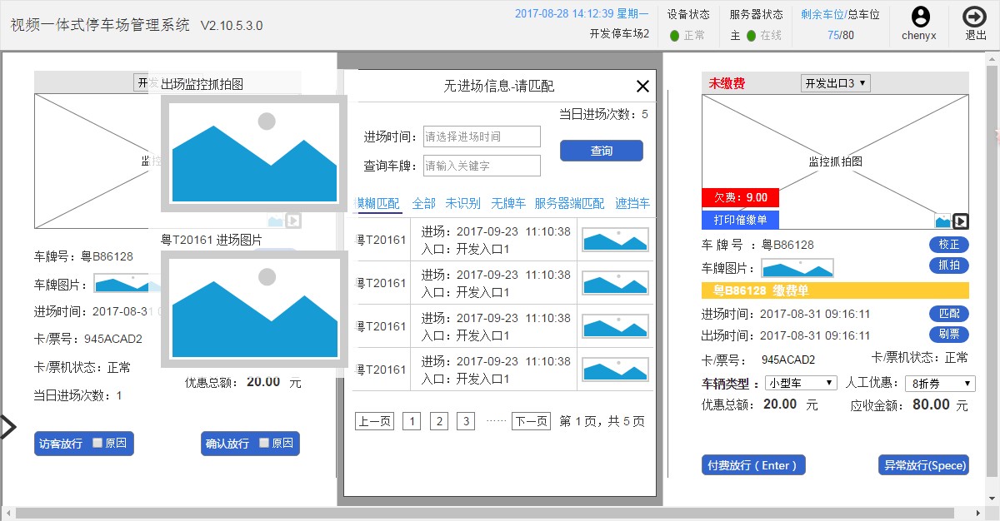 视频一体式停车场管理系统 V2.10.5.3.0
2017-08-28 14:12:39 星期一
开发停车场2
设备状态
正常
服务器状态
主 在线
剩余车位/总车位
75/80
chenyx
退出
开发
出场监控抓拍图
监控
粤T20161 进场图片
车牌号：粤B86128
车牌图片：
进场时间：2017-08-31 0
卡/票号：945ACAD2
卡/票机状态：正常
当日进场次数：1
优惠总额：20.00 元
访客放行 原因
确认放行 原因
无进场信息-请匹配
当日进场次数：5
进场时间：请选择进场时间
查询
查询车牌：请输入关键字
模糊匹配 全部 未识别 无牌车 服务器端匹配 遮挡车
粤T20161 进场：2017-09-23 11:10:38
入口：开发入口1
粤T20161 进场：2017-09-23 11:10:38
入口：开发入口1
粤T20161 进场：2017-09-23 11:10:38
入口：开发入口1
粤T20161 进场：2017-09-23 11:10:38
入口：开发入口1
上一页 1 2 3 ...... 下一页 第 1 页，共 5 页
未缴费 开发出口3
监控抓拍图
欠费：9.00
打印催缴单
车 牌 号 ：粤B86128 校正
车牌图片： 抓拍
粤B86128 缴费单
进场时间：2017-08-31 09:16:11 匹配
出场时间：2017-08-31 09:16:11 刷票
卡/票号： 945ACAD2 卡/票机状态：正常
车辆类型： 小型车 人工优惠： 8折券
优惠总额：20.00 元 应收金额：80.00 元
付费放行（Enter） 异常放行(Spece)